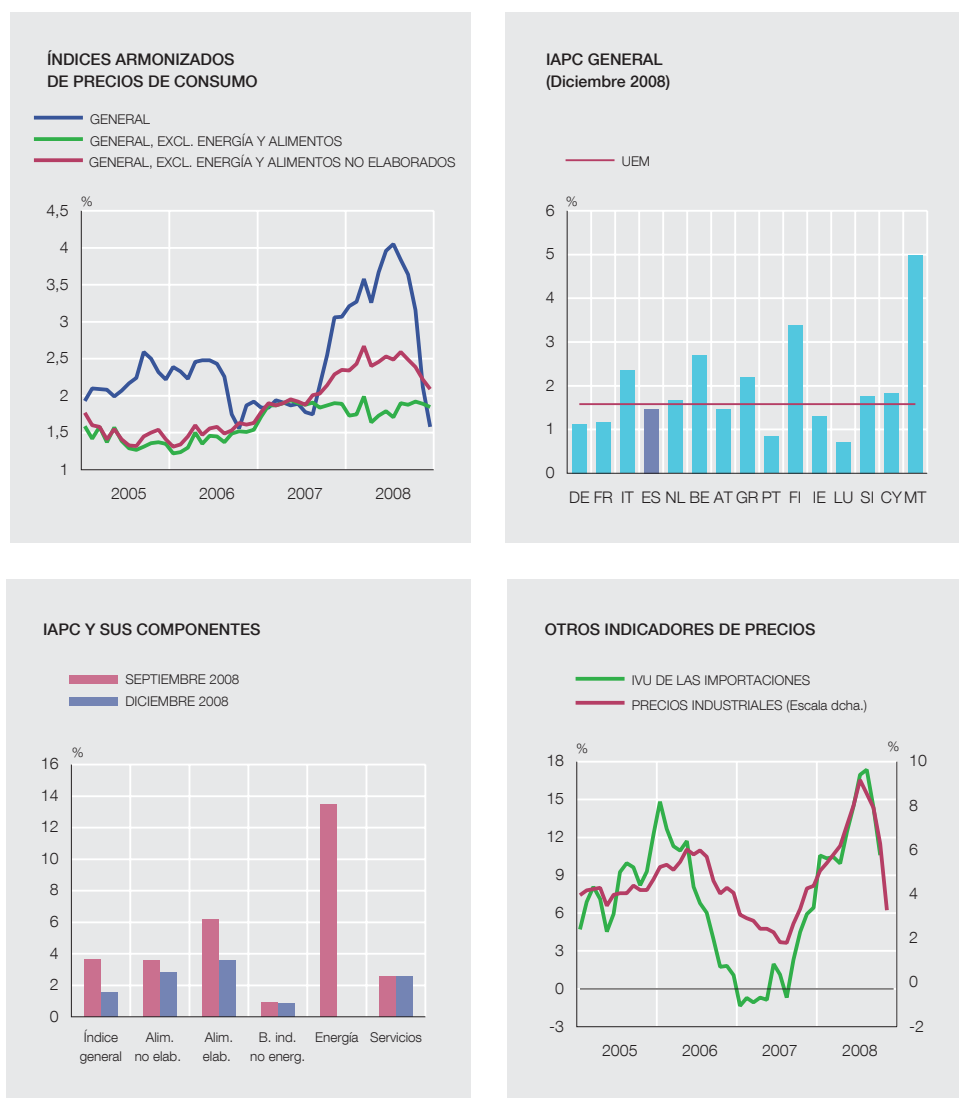 ÍNDICES ARMONIZADOS
DE PRECIOS DE CONSUMO
GENERAL
GENERAL, EXCL. ENERGÍA Y ALIMENTOS
GENERAL, EXCL. ENERGÍA Y ALIMENTOS NO ELABORADOS
%
4,5
4
3,5
3
2,5
2
1,5
1
2005 2006 2007 2008
IAPC GENERAL
(Diciembre 2008)
UEM
%
6
5
4
3
2
1
0
DE FR IT ES NL BE AT GR PT FI IE LU SI CY MT
IAPC Y SUS COMPONENTES
SEPTIEMBRE 2008
DICIEMBRE 2008
%
16
14
12
10
8
6
4
2
0
Índice Alim. Alim. B. ind. Energía Servicios
general no elab. elab. no energ.
OTROS INDICADORES DE PRECIOS
IVU DE LAS IMPORTACIONES
PRECIOS INDUSTRIALES (Escala dcha.)
% %
18 10
15 8
12 6
9 4
6 2
3 0
0 -2
-3
2005 2006 2007 2008